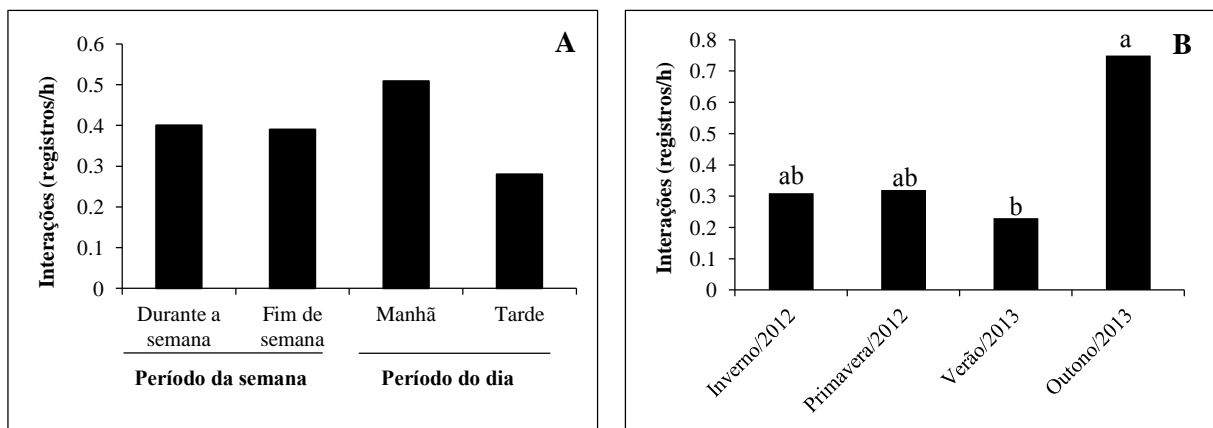 A
Interações (registros/h)
0.6
0.5
0.4
0.3
0.2
0.1
0
Durante a
semana
Fim de
semana
Manhã
Tarde
Período da semana
Período do dia
B
Interações (registros/h)
0.8
0.7
0.6
0.5
0.4
0.3
0.2
0.1
0
ab
ab
b
a
Inverno/2012
Primavera/2012
Verão/2013
Outono/2013